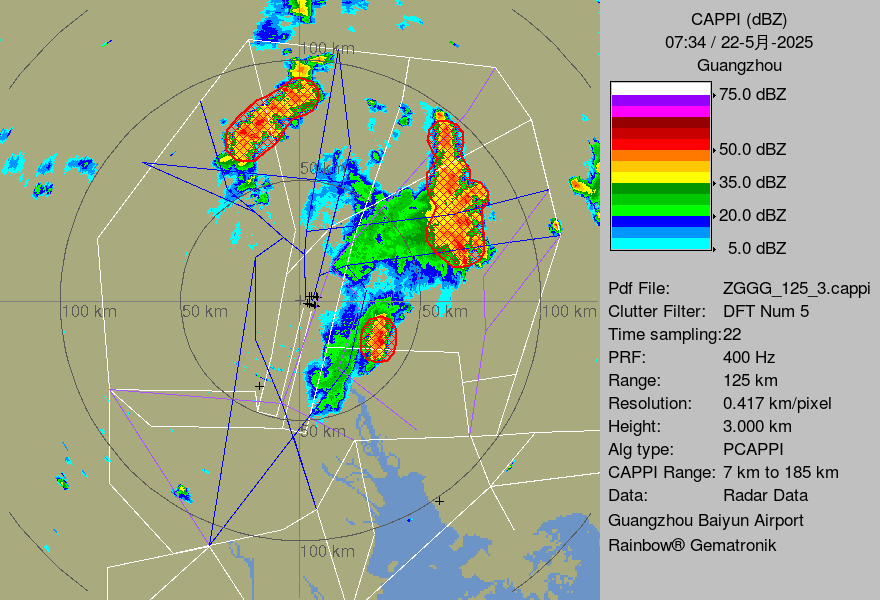 CAPPI (dBZ)
07:34 / 22-5月-2025
Guangzhou
75.0 dBZ
50.0 dBZ
35.0 dBZ
20.0 dBZ
5.0 dBZ
Pdf File: ZGGG_125_3.cappi
Clutter Filter: DFT Num 5
Time sampling:22
PRF: 400 Hz
Range: 125 km
Resolution: 0.417 km/pixel
Height: 3.000 km
Alg type: PCAPPI
CAPPI Range: 7 km to 185 km
Data: Radar Data
Guangzhou Baiyun Airport
Rainbow® Gematronik
100 km
50 km
100 km
50 km
50 km
100 km
50 km
100 km